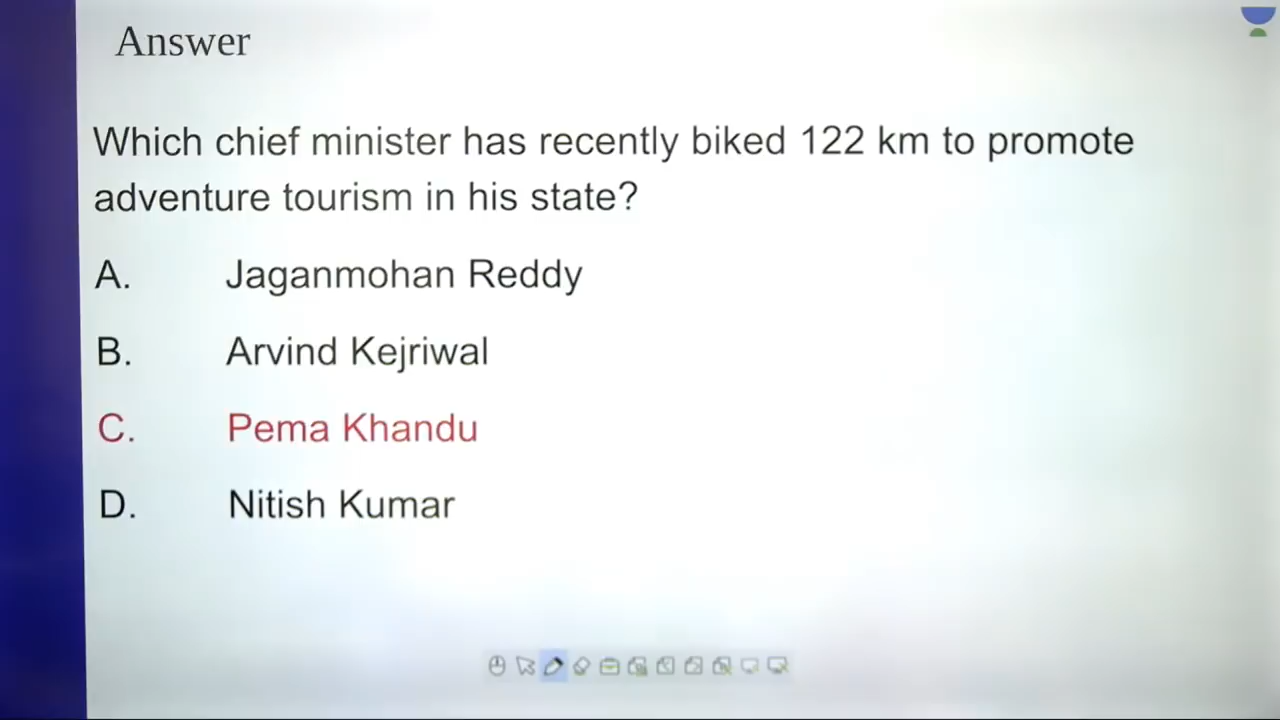 Answer
Which chief minister has recently biked 122 km to promote
adventure tourism in his state?
A. Jaganmohan Reddy
B. Arvind Kejriwal
C. Pema Khandu
D. Nitish Kumar